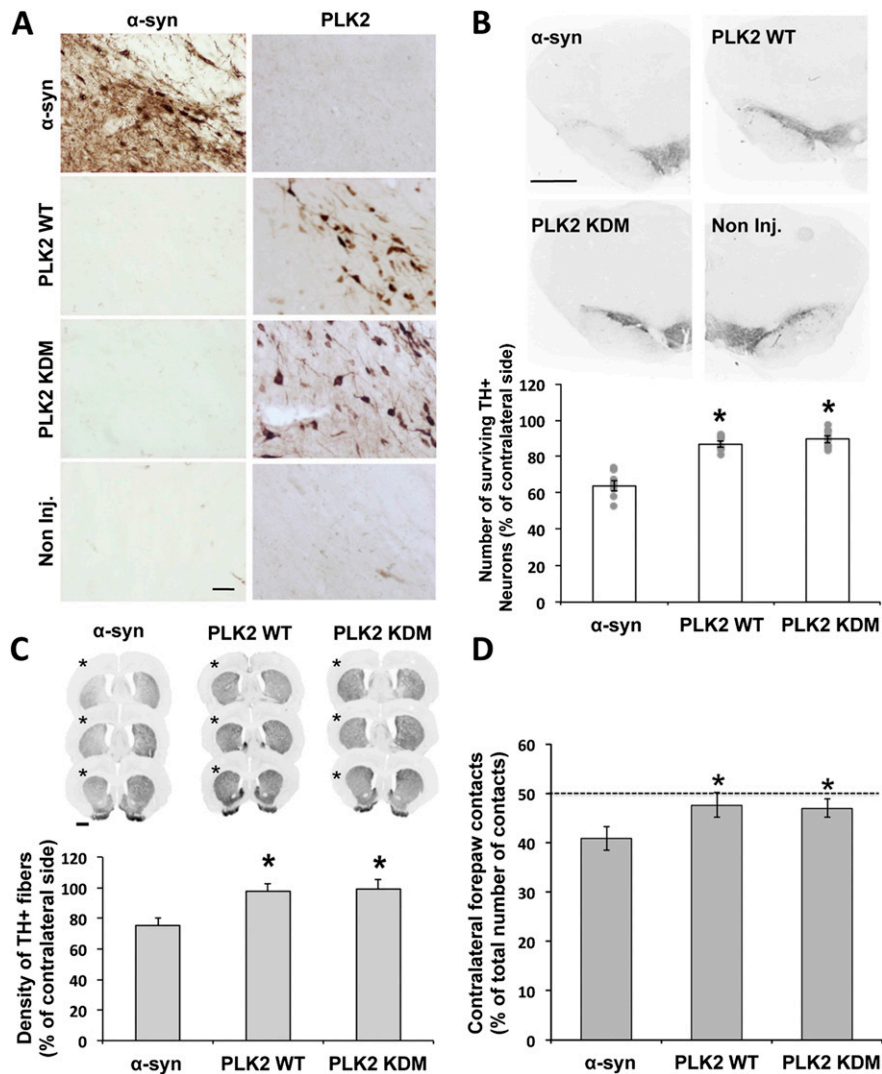 A
α-syn
PLK2
α-syn
PLK2 WT
PLK2 KDM
Non Inj.
B
α-syn
PLK2 WT
PLK2 KDM
Non Inj.
Number of surviving TH+
Neurons (% of contralateral side)
120
100
80
60
40
20
0
*
*
α-syn
PLK2 WT
PLK2 KDM
C
α-syn
PLK2 WT
PLK2 KDM
*
*
*
*
*
*
*
*
*
Density of TH+ fibers
(% of contralateral side)
120
100
80
60
40
20
0
*
*
α-syn
PLK2 WT
PLK2 KDM
D
Contralateral forepaw contacts
(% of total number of contacts)
60
50
40
30
20
10
0
*
*
α-syn
PLK2 WT
PLK2 KDM